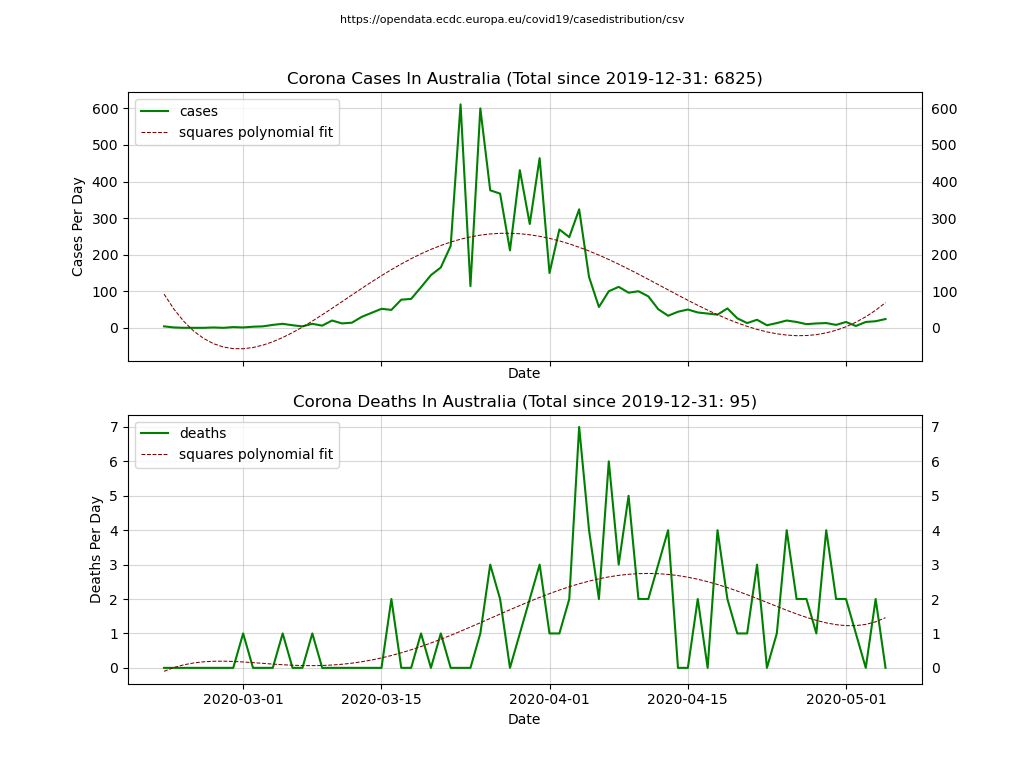 https://opendata.ecdc.europa.eu/covid19/casedistribution/csv
Corona Cases In Australia (Total since 2019-12-31: 6825)
cases
squares polynomial fit
600
500
400
300
200
100
0
600
500
400
300
200
100
0
Cases Per Day
Date
Corona Deaths In Australia (Total since 2019-12-31: 95)
deaths
squares polynomial fit
7
6
5
4
3
2
1
0
7
6
5
4
3
2
1
0
Deaths Per Day
2020-03-01 2020-03-15 2020-04-01 2020-04-15 2020-05-01
Date